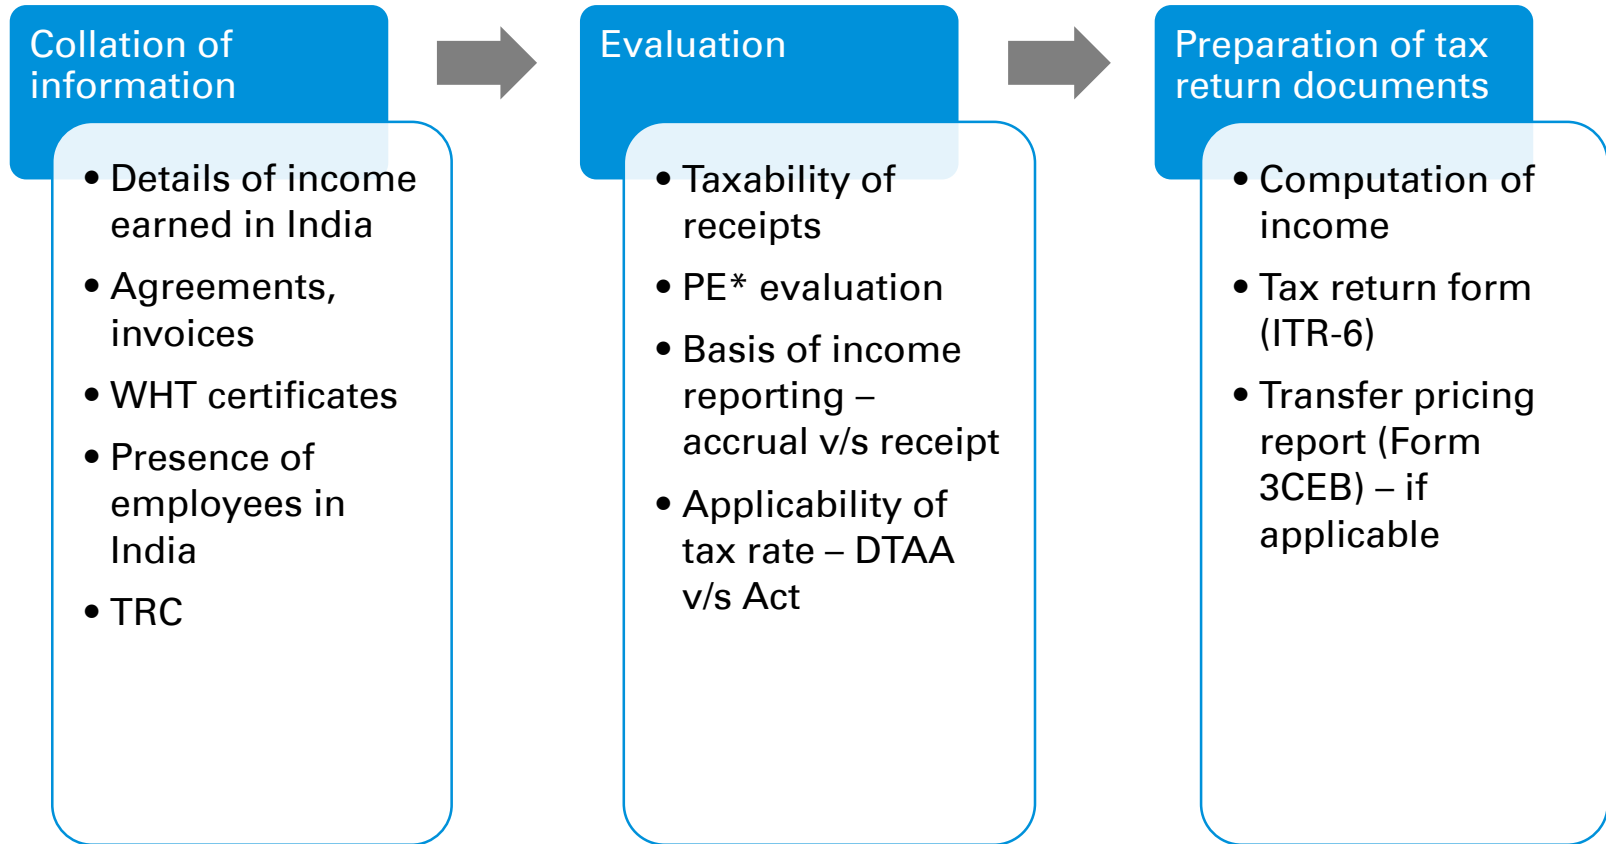 Collation of
information
• Details of income
earned in India
• Agreements,
invoices
• WHT certificates
• Presence of
employees in
India
• TRC
Evaluation
• Taxability of
receipts
• PE* evaluation
• Basis of income
reporting –
accrual v/s receipt
• Applicability of
tax rate – DTAA
v/s Act
Preparation of tax
return documents
• Computation of
income
• Tax return form
(ITR-6)
• Transfer pricing
report (Form
3CEB) – if
applicable